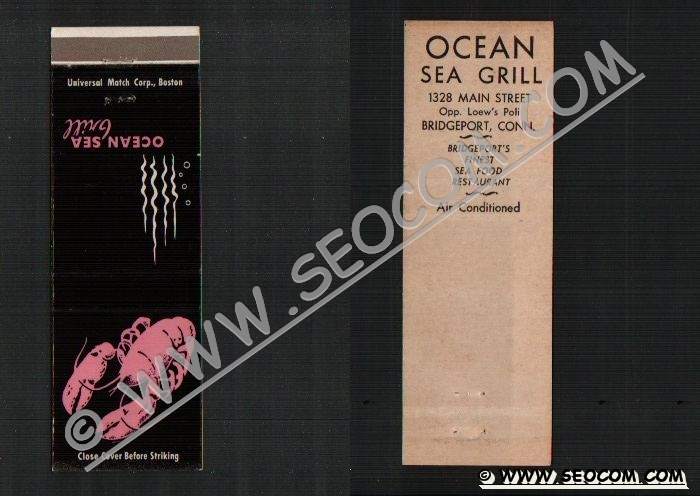 Universal Match Corp., Boston
OCEAN SEA
Grill
Close Cover Before Striking
OCEAN
SEA GRILL
1328 MAIN STREET
Opp. Loew's Poli
BRIDGEPORT, CONN.
BRIDGEPORT'S
FINEST
SEA FOOD
RESTAURANT
Air Conditioned
© WWW.SEOCOM.COM
© WWW.SEOCOM.COM